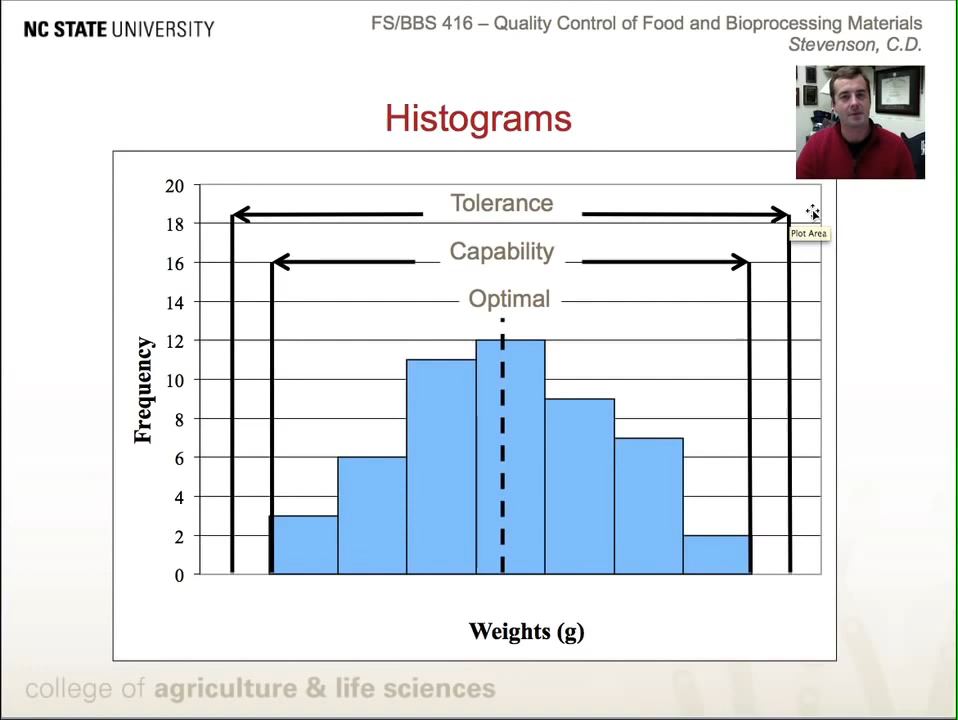 NC STATE UNIVERSITY
FS/BBS 416 – Quality Control of Food and Bioprocessing Materials
Stevenson, C.D.
Histograms
20
18
16
14
12
10
8
6
4
2
0
Tolerance
Plot Area
Capability
Optimal
Frequency
Weights (g)
college of agriculture & life sciences